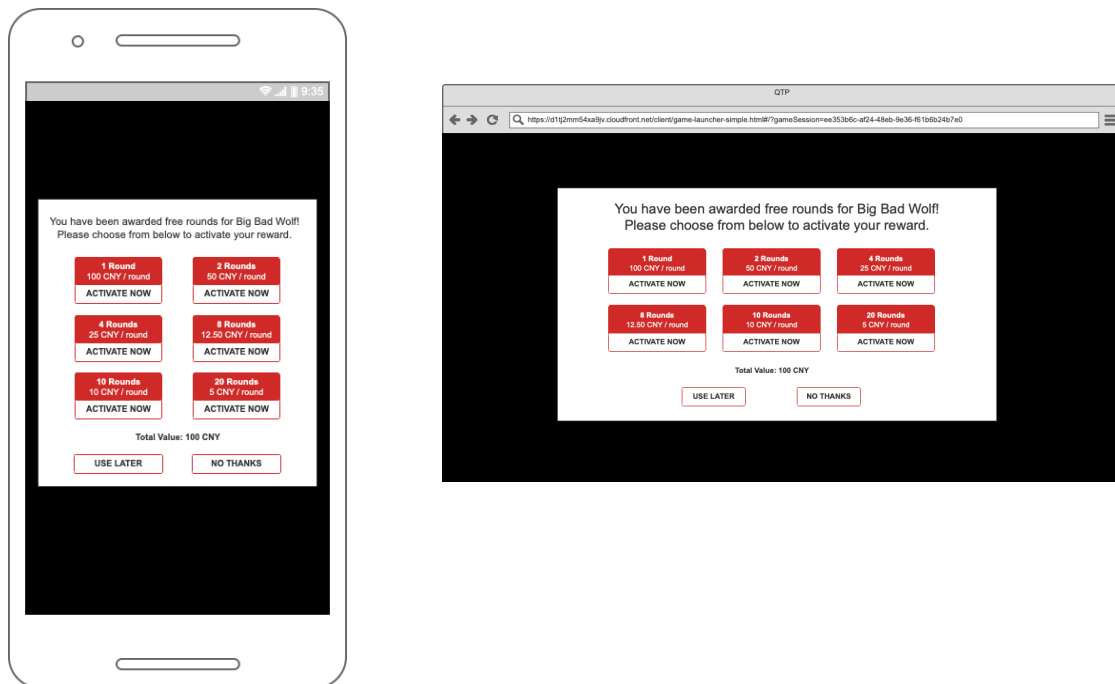 9:35
You have been awarded free rounds for Big Bad Wolf!
Please choose from below to activate your reward.
1 Round
100 CNY / round
ACTIVATE NOW
2 Rounds
50 CNY / round
ACTIVATE NOW
4 Rounds
25 CNY / round
ACTIVATE NOW
8 Rounds
12.50 CNY / round
ACTIVATE NOW
10 Rounds
10 CNY / round
ACTIVATE NOW
20 Rounds
5 CNY / round
ACTIVATE NOW
Total Value: 100 CNY
USE LATER
NO THANKS
QTP
https://d1tj2mm54xa9jv.cloudfront.net/client/game-launcher-simple.html#/?gameSession=ee353b6c-af24-48eb-9e36-f61b6b24b7e0
You have been awarded free rounds for Big Bad Wolf!
Please choose from below to activate your reward.
1 Round
100 CNY / round
ACTIVATE NOW
2 Rounds
50 CNY / round
ACTIVATE NOW
4 Rounds
25 CNY / round
ACTIVATE NOW
8 Rounds
12.50 CNY / round
ACTIVATE NOW
10 Rounds
10 CNY / round
ACTIVATE NOW
20 Rounds
5 CNY / round
ACTIVATE NOW
Total Value: 100 CNY
USE LATER
NO THANKS